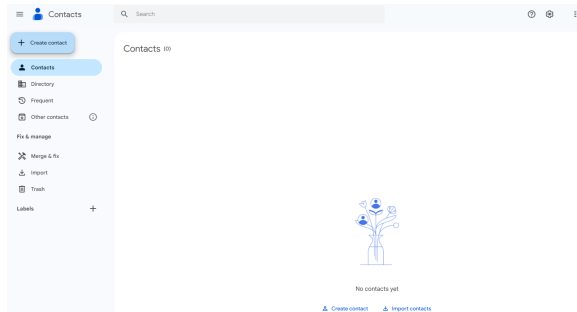 Contacts
Search
Create contact
Contacts (0)
Contacts
Directory
Frequent
Other contacts
Fix & manage
Merge & fix
Import
Trash
Labels
No contacts yet
Create contact
Import contacts